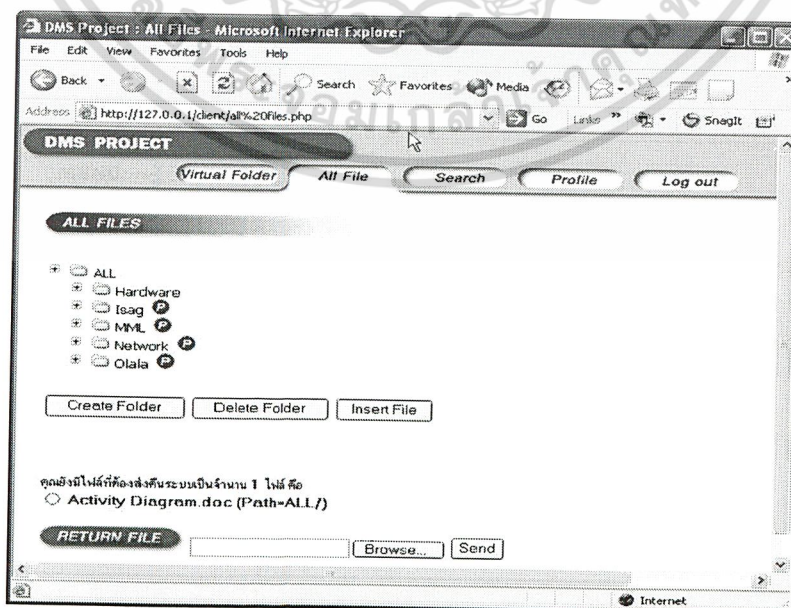 DMS Project : All Files - Microsoft Internet Explorer
File Edit View Favorites Tools Help
Back Search Favorites Media
Address http://127.0.0.1/client/all%20files.php Go Links » SnagIt
DMS PROJECT
Virtual Folder All File Search Profile Log out
ALL FILES
ALL
Hardware
Isag P
MML P
Network P
Olala P
Create Folder Delete Folder Insert File
คุณยังมีไฟล์ที่ต้องส่งคืนระบบเป็นจำนวน 1 ไฟล์ คือ
Activity Diagram.doc (Path=ALL/)
RETURN FILE Browse... Send
Internet